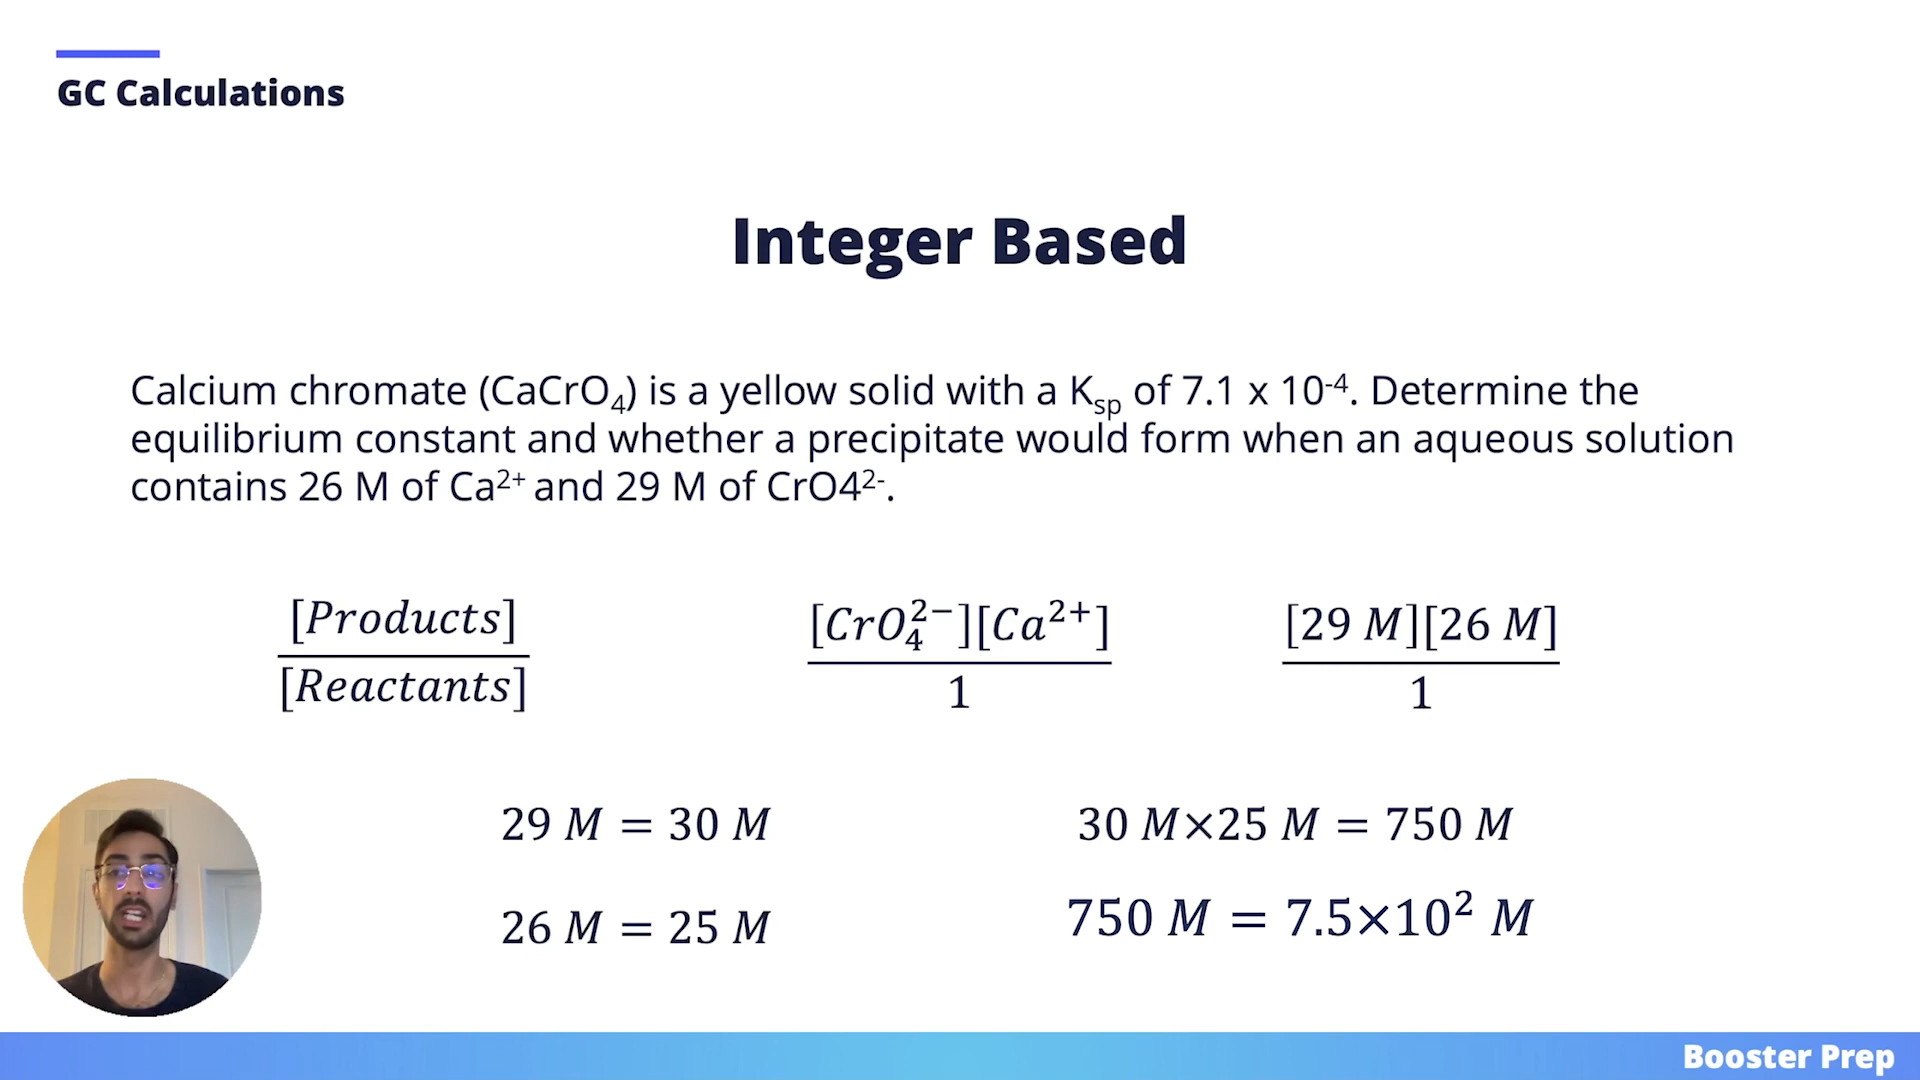 GC Calculations
Integer Based
Calcium chromate (CaCrO₄) is a yellow solid with a Kₛₚ of 7.1 x 10⁻⁴. Determine the
equilibrium constant and whether a precipitate would form when an aqueous solution
contains 26 M of Ca²⁺ and 29 M of CrO4²⁻.
[Products]
[Reactants]
[CrO₄²⁻][Ca²⁺]
1
[29 M][26 M]
1
29 M = 30 M
30 M×25 M = 750 M
26 M = 25 M
750 M = 7.5×10² M
Booster Prep